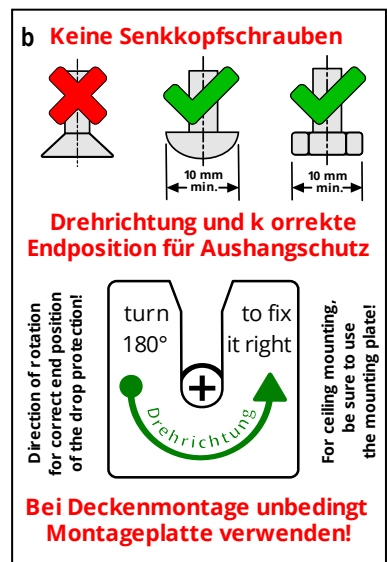 b Keine Senkkopfschrauben
10 mm
min.
10 mm
min.
Drehrichtung und k orrekte
Endposition für Aushangschutz
Direction of rotation
for correct end position
of the drop protection!
turn
180°
to fix
it right
Drehrichtung
For ceiling mounting,
be sure to use
the mounting plate!
Bei Deckenmontage unbedingt
Montageplatte verwenden!